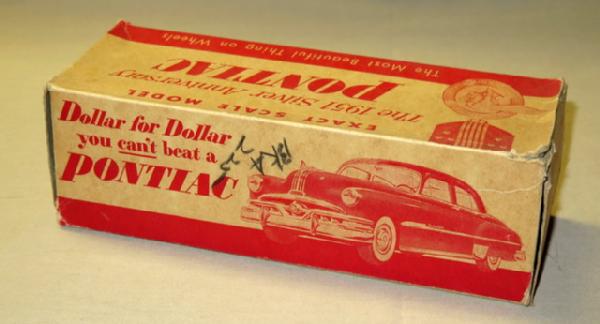 EXACT SCALE MODEL
The 1951 Silver Anniversary
PONTIAC
The Most Beautiful Thing on Wheels
Dollar for Dollar
you can't beat a
PONTIAC